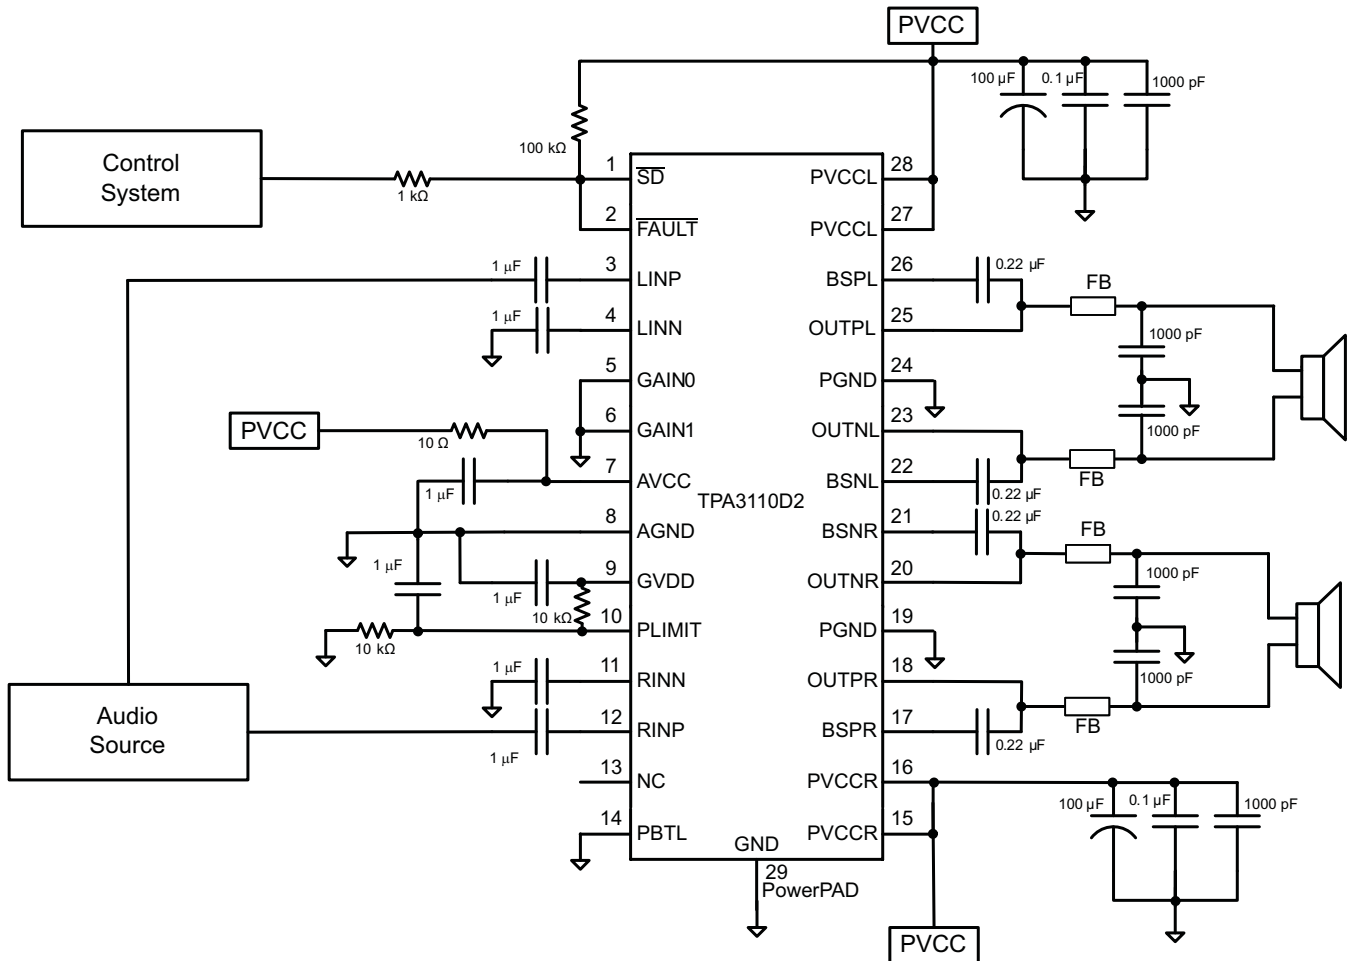 PVCC
100 µF
0.1 µF
1000 pF
Control
System
1 kΩ
100 kΩ
1
SD
2
FAULT
1 µF
3
LINP
1 µF
4
LINN
5
GAIN0
6
GAIN1
PVCC
10 Ω
7
AVCC
1 µF
8
AGND
1 µF
9
GVDD
1 µF
10 kΩ
10
PLIMIT
10 kΩ
11
RINN
1 µF
12
RINP
1 µF
13
NC
14
PBTL
Audio
Source
TPA3110D2
GND
29
PowerPAD
28
PVCCL
27
PVCCL
26
BSPL
0.22 µF
25
OUTPL
FB
1000 pF
24
PGND
1000 pF
23
OUTNL
FB
22
BSNL
0.22 µF
21
BSNR
0.22 µF
20
OUTNR
FB
1000 pF
19
PGND
1000 pF
18
OUTPR
FB
17
BSPR
0.22 µF
16
PVCCR
15
PVCCR
100 µF
0.1 µF
1000 pF
PVCC